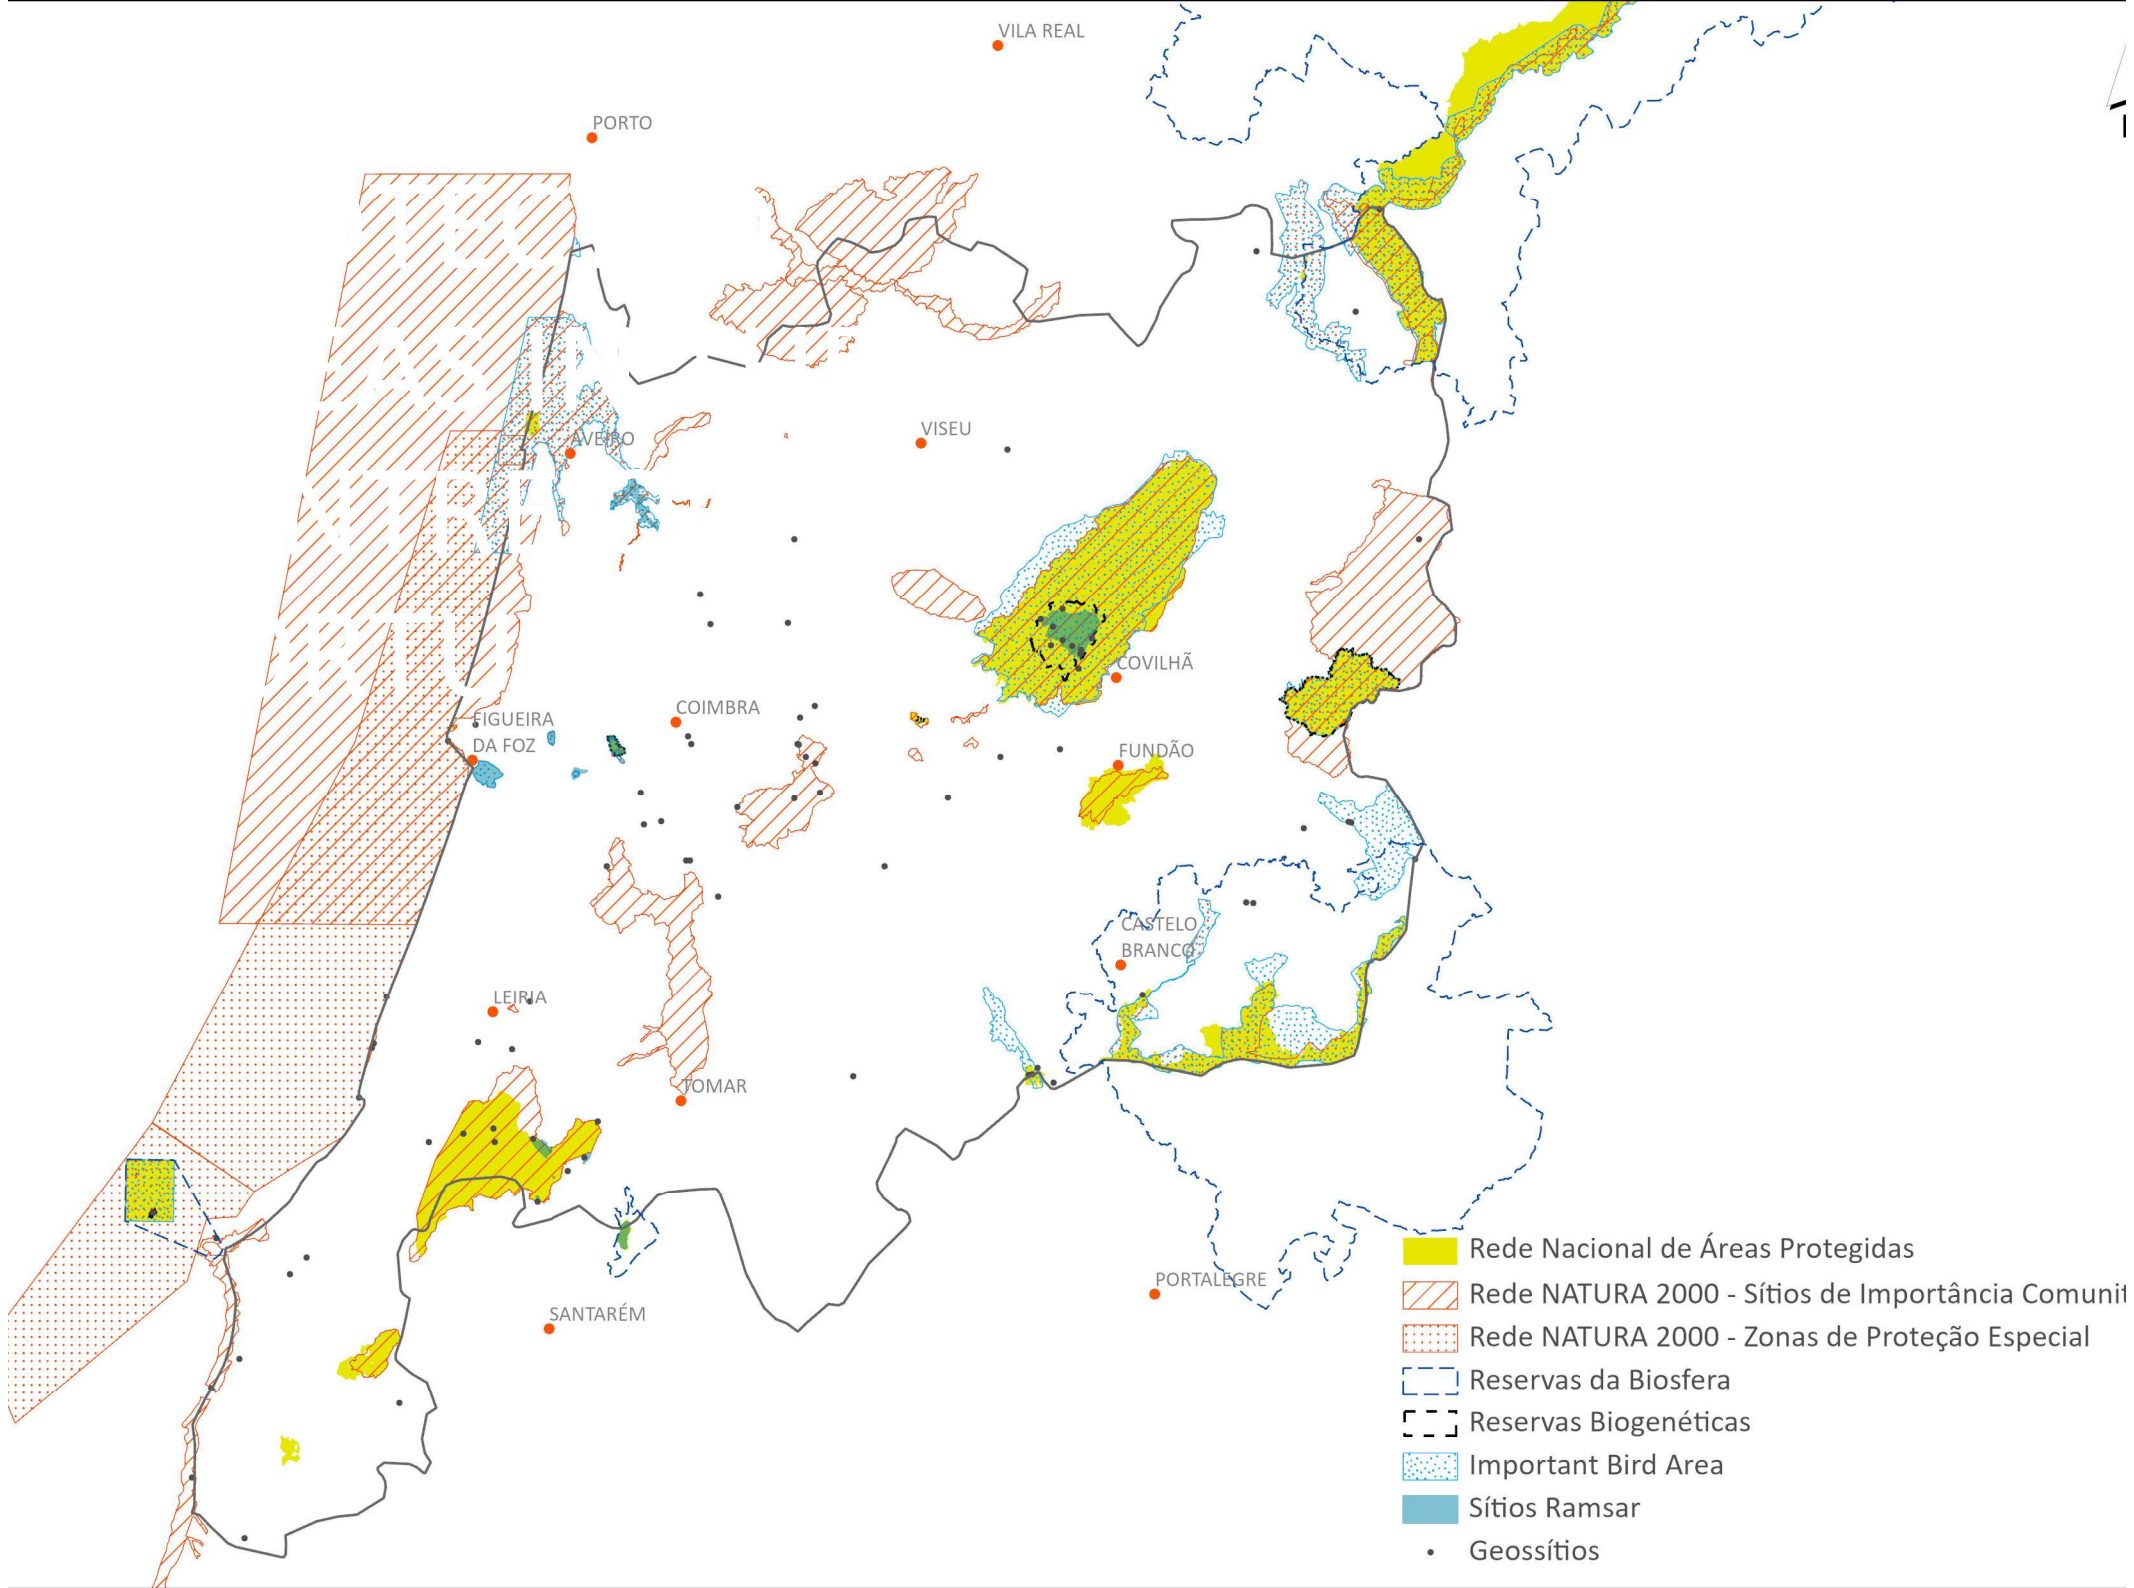 VILA REAL
PORTO
AVEIRO
VISEU
COVILHÃ
FIGUEIRA
DA FOZ
COIMBRA
FUNDÃO
CASTELO
BRANCO
LEIRIA
TOMAR
PORTALEGRE
SANTARÉM
Rede Nacional de Áreas Protegidas
Rede NATURA 2000 - Sítios de Importância Comunit
Rede NATURA 2000 - Zonas de Proteção Especial
Reservas da Biosfera
Reservas Biogenéticas
Important Bird Area
Sítios Ramsar
Geossítios